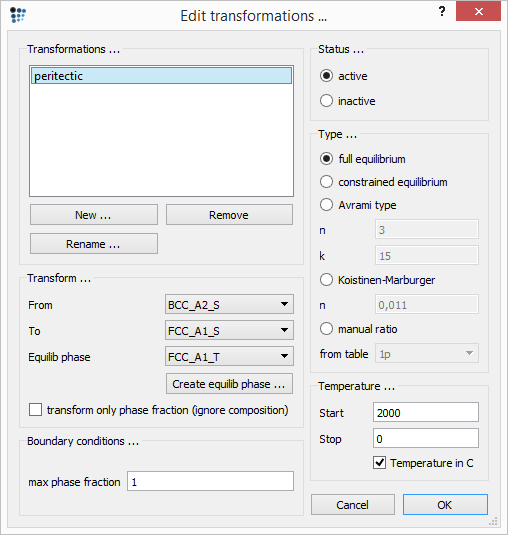 Edit transformations ...
?
Transformations ...
peritectic
New ...
Remove
Rename ...
Transform ...
From
BCC_A2_S
To
FCC_A1_S
Equilib phase
FCC_A1_T
Create equilib phase ...
transform only phase fraction (ignore composition)
Boundary conditions ...
max phase fraction
1
Status ...
active
inactive
Type ...
full equilibrium
constrained equilibrium
Avrami type
n
3
k
15
Koistinen-Marburger
n
0,011
manual ratio
from table
1p
Temperature ...
Start
2000
Stop
0
Temperature in C
Cancel
OK